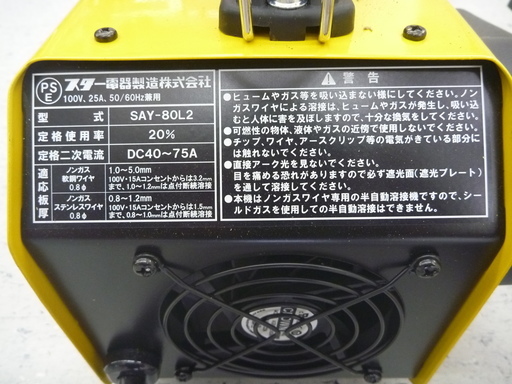 PS
E
スター電器製造株式会社
100V, 25A, 50/60Hz兼用
型 式 SAY-80L2
定格使用率 20%
定格二次電流 DC40～75A
適応板厚
ノンガス
軟鋼ワイヤ
0.8φ
1.0～5.0mm
100V・15Aコンセントからは3.2mm
まで、1.0～1.2mmは点付断続溶接
ノンガス
ステンレスワイヤ
0.8φ
0.8～1.2mm
100V・15Aコンセントからは1.5mm
まで、0.8～1.0mmは点付断続溶接
警告
●ヒュームやガス等を吸い込まない様にしてください。ノン
ガスワイヤによる溶接は、ヒュームやガスが発生し、吸い込
むと人体に害を及ぼしますので、十分な換気をしてください。
●可燃性の物体、液体やガスの近傍で使用しないでください。
●チップ、ワイヤ、アースクリップ等の電気がきている部分に
は触れないでください。
●直接アーク光を見ないでください。
目を痛める恐れがありますので必ず遮光面（遮光プレート）
を通して溶接してください。
●本機はノンガスワイヤ専用の半自動溶接機ですので、シー
ルドガスを使用しての半自動溶接はできません。